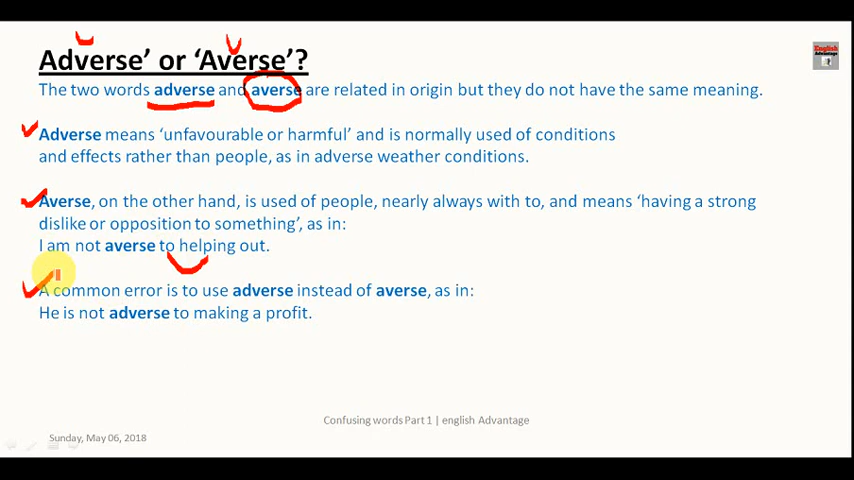 Adverse' or 'Averse'?
English
Advantage
The two words adverse and averse are related in origin but they do not have the same meaning.
Adverse means 'unfavourable or harmful' and is normally used of conditions
and effects rather than people, as in adverse weather conditions.
Averse, on the other hand, is used of people, nearly always with to, and means 'having a strong
dislike or opposition to something', as in:
I am not averse to helping out.
A common error is to use adverse instead of averse, as in:
He is not adverse to making a profit.
Confusing words Part 1 | english Advantage
Sunday, May 06, 2018